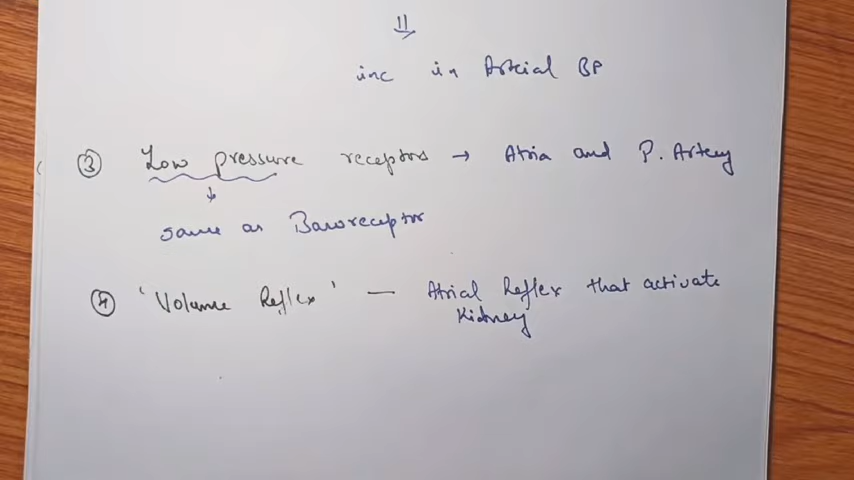 ⇓
inc in Arterial BP
③ Low pressure receptors → Atria and P. Artery
↓
same as Baroreceptor
④ 'Volume Reflex' — Atrial Reflex that activate
Kidney